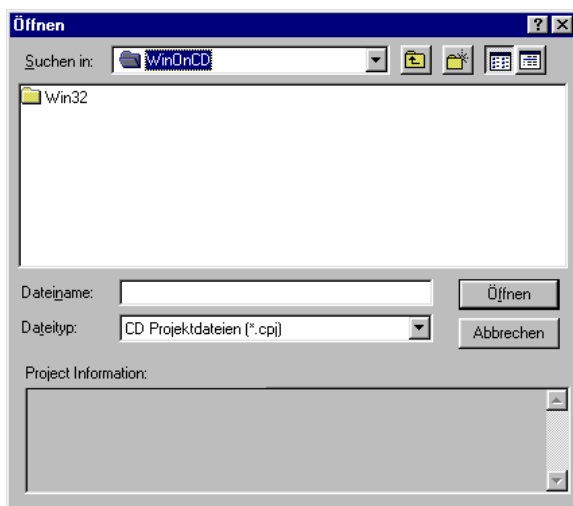 Öffnen
Suchen in: WinOnCD
Win32
Dateiname: Öffnen
Dateityp: CD Projektdateien (*.cpj) Abbrechen
Project Information: